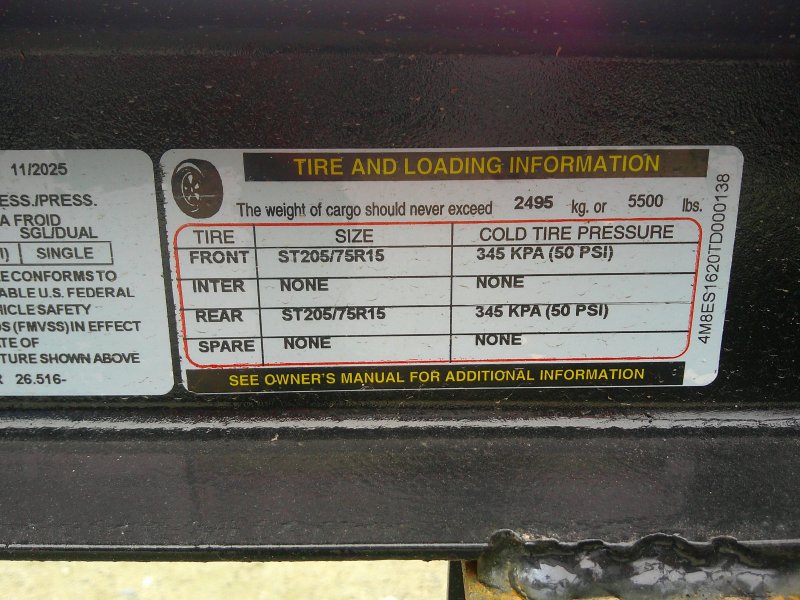 11/2025
ESS./PRESS.
A FROID
SGL/DUAL
SINGLE
E CONFORMS TO
ABLE U.S. FEDERAL
HICLE SAFETY
DS (FMVSS) IN EFFECT
ATE OF
CTURE SHOWN ABOVE
R 26.516-
TIRE AND LOADING INFORMATION
The weight of cargo should never exceed 2495 kg. or 5500 lbs.
TIRE SIZE COLD TIRE PRESSURE
FRONT ST205/75R15 345 KPA (50 PSI)
INTER NONE NONE
REAR ST205/75R15 345 KPA (50 PSI)
SPARE NONE NONE
SEE OWNER'S MANUAL FOR ADDITIONAL INFORMATION
4M8ES1620TD000138